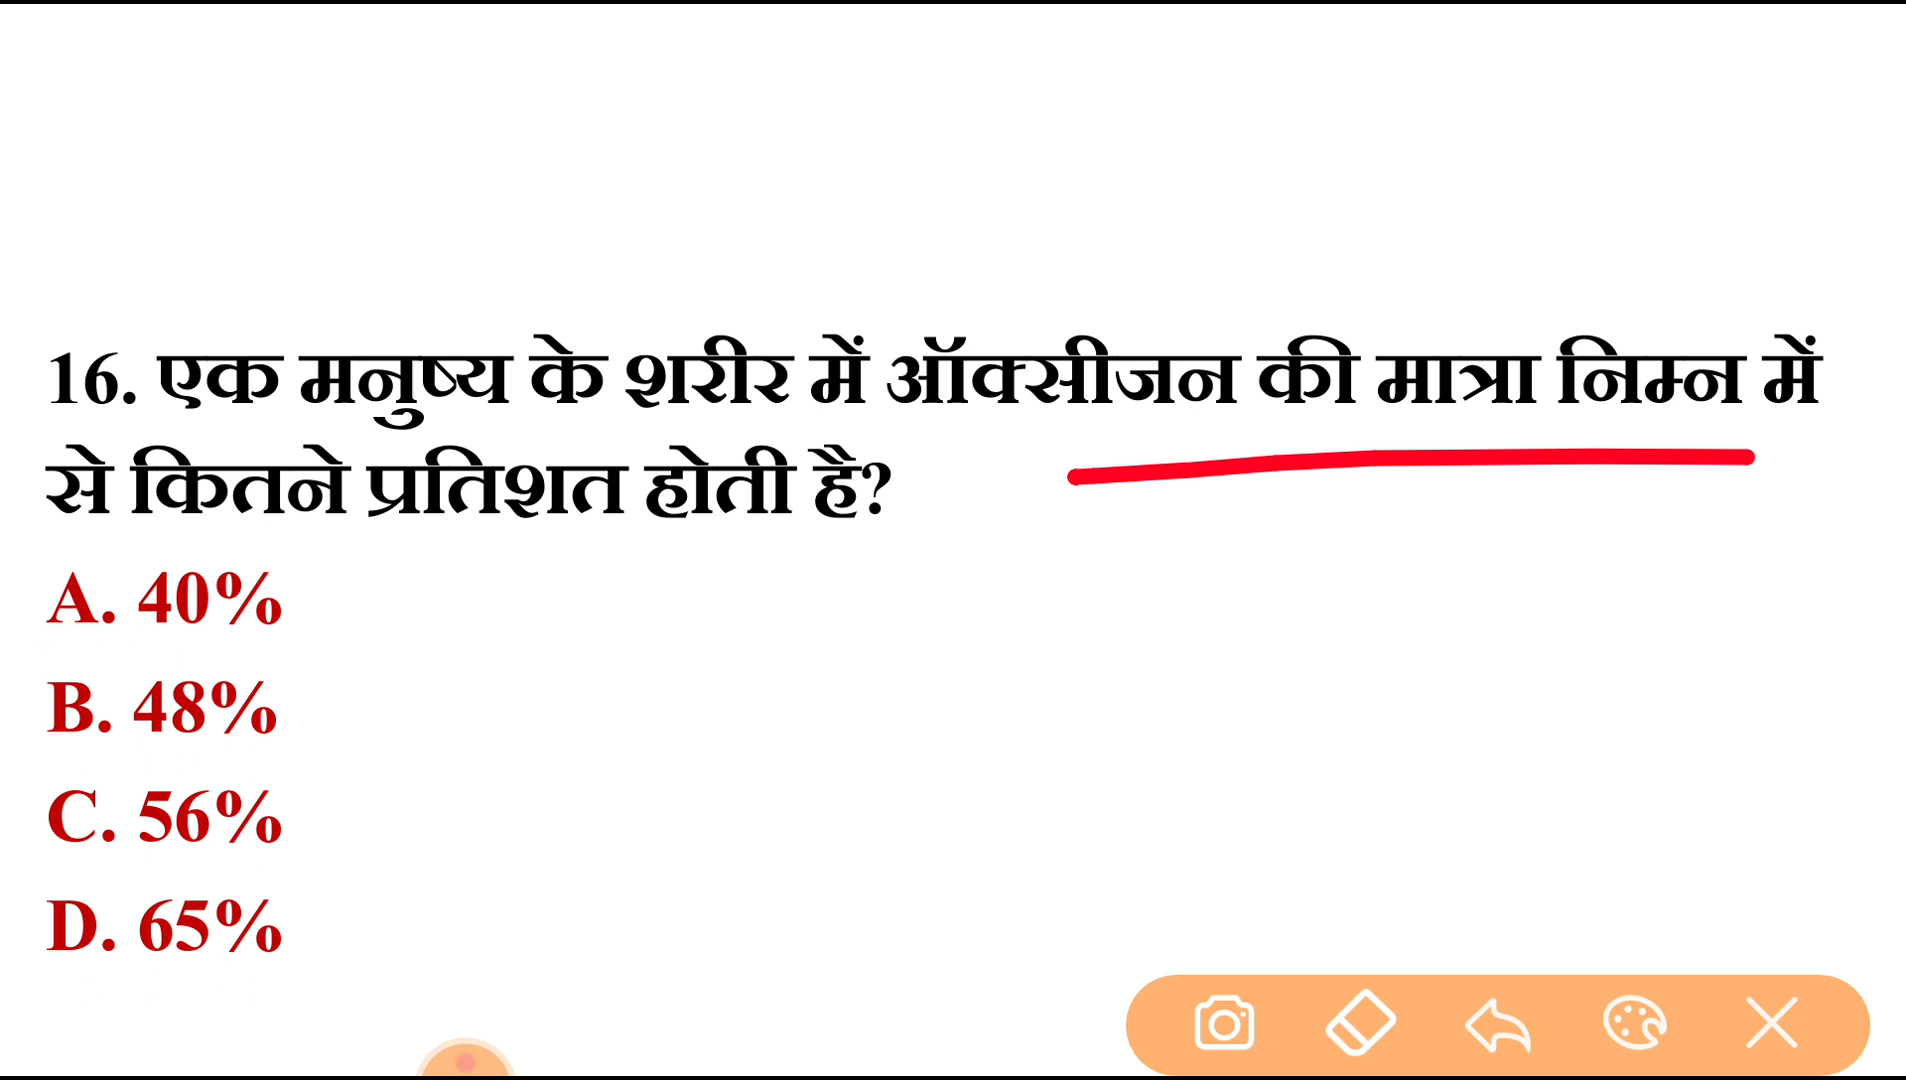 16. एक मनुष्य के शरीर में ऑक्सीजन की मात्रा निम्न में
से कितने प्रतिशत होती है?
A. 40%
B. 48%
C. 56%
D. 65%